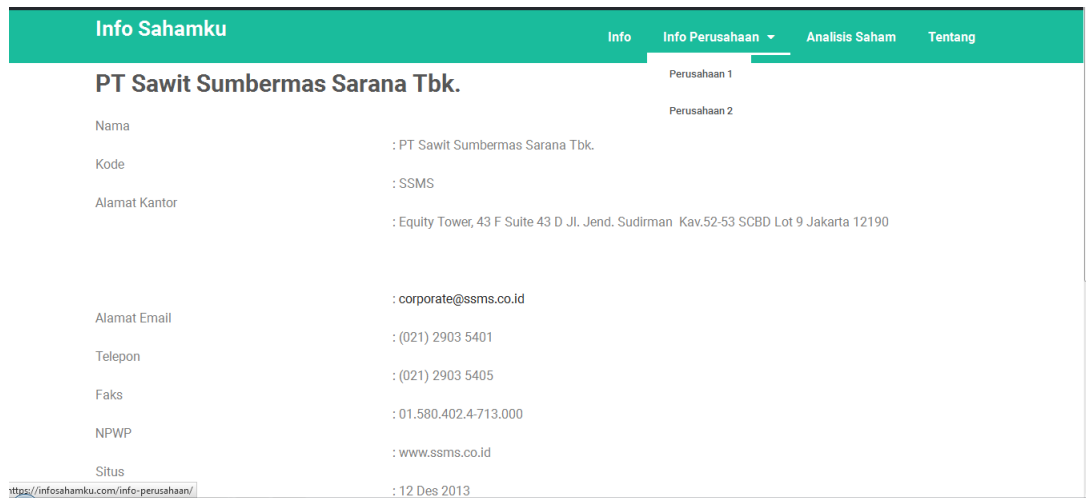 Info Sahamku
Info Info Perusahaan Analisis Saham Tentang
Perusahaan 1
Perusahaan 2
PT Sawit Sumbermas Sarana Tbk.
Nama
: PT Sawit Sumbermas Sarana Tbk.
Kode
: SSMS
Alamat Kantor
: Equity Tower, 43 F Suite 43 D Jl. Jend. Sudirman Kav.52-53 SCBD Lot 9 Jakarta 12190
: corporate@ssms.co.id
Alamat Email
: (021) 2903 5401
Telepon
: (021) 2903 5405
Faks
: 01.580.402.4-713.000
NPWP
: www.ssms.co.id
Situs
: 12 Des 2013
https://infosahamku.com/info-perusahaan/